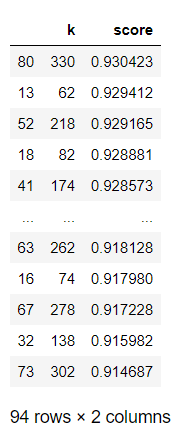 k score
80 330 0.930423
13 62 0.929412
52 218 0.929165
18 82 0.928881
41 174 0.928573
... ... ...
63 262 0.918128
16 74 0.917980
67 278 0.917228
32 138 0.915982
73 302 0.914687
94 rows × 2 columns